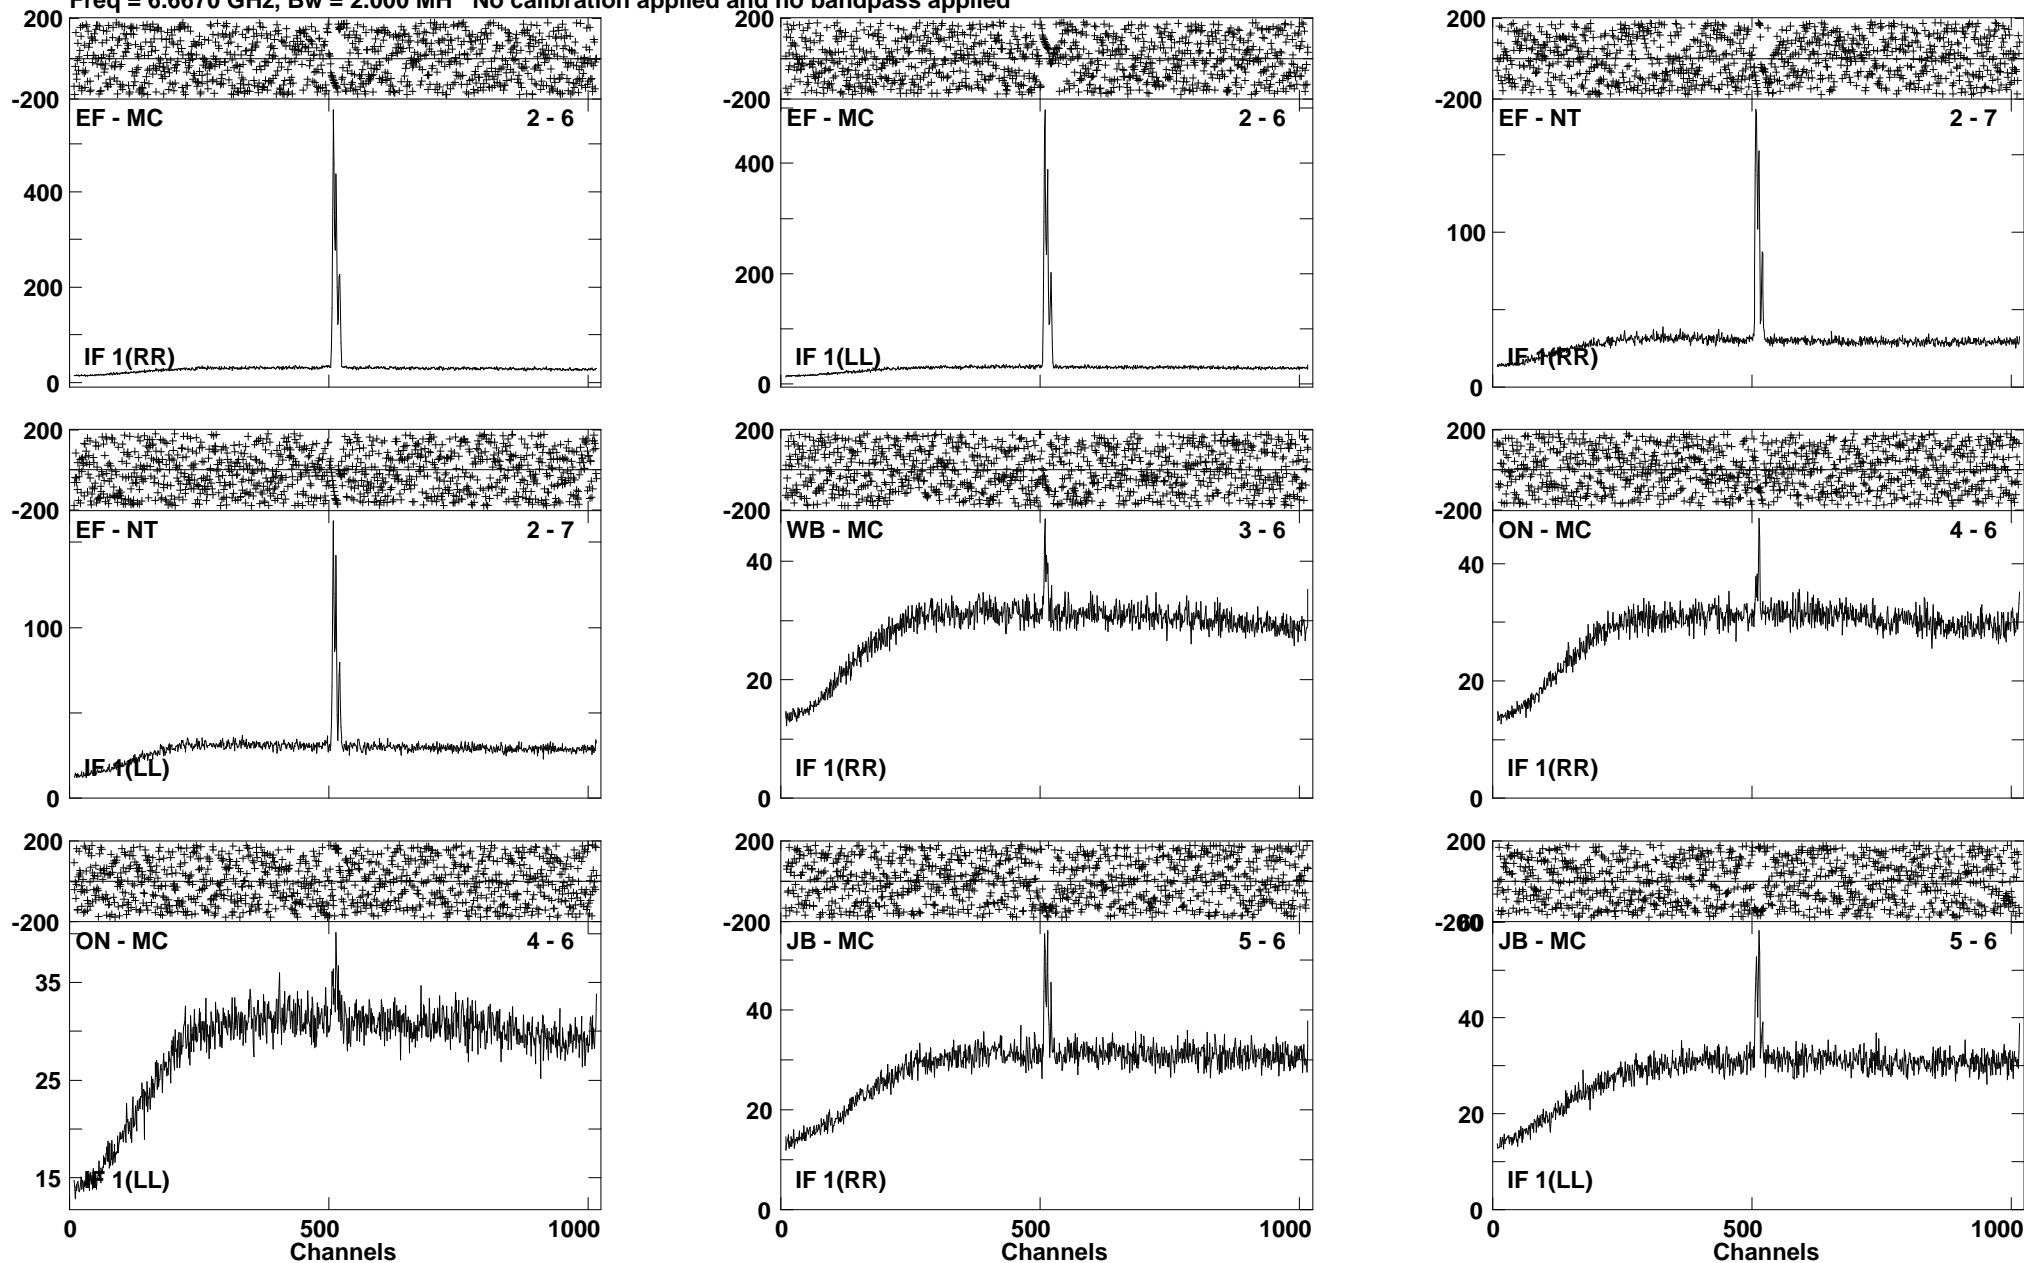 Freq = 6.6670 GHz, Bw = 2.000 MH No calibration applied and no bandpass applied
200
-200
EF - MC 2 - 6
400
200
0
IF 1(RR)
200
-200
EF - MC 2 - 6
400
200
0
IF 1(LL)
200
-200
EF - NT 2 - 7
100
0
IF 1(RR)
200
-200
EF - NT 2 - 7
100
0
IF 1(LL)
200
-200
WB - MC 3 - 6
40
20
0
IF 1(RR)
200
-200
ON - MC 4 - 6
40
20
0
IF 1(RR)
200
-200
ON - MC 4 - 6
35
25
15
IF 1(LL)
0 500 1000
Channels
200
-200
JB - MC 5 - 6
40
20
0
IF 1(RR)
0 500 1000
Channels
200
-200
60
JB - MC 5 - 6
40
20
0
IF 1(LL)
0 500 1000
Channels